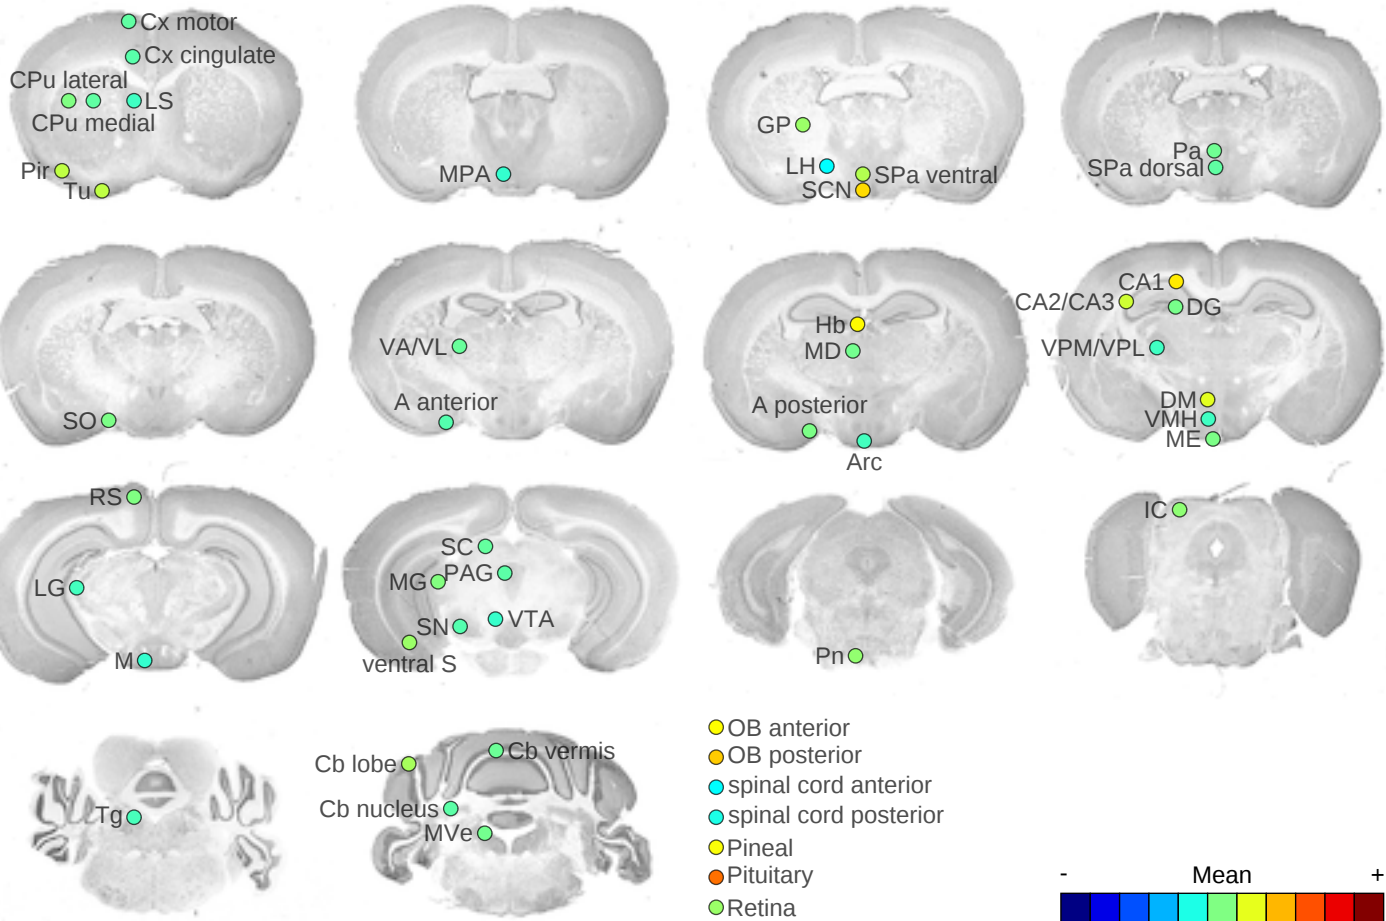 Cx motor
Cx cingulate
CPu lateral
LS
CPu medial
Pir
Tu
MPA
GP
LH
SPa ventral
SCN
Pa
SPa dorsal
SO
VA/VL
A anterior
Hb
MD
A posterior
Arc
CA1
CA2/CA3
DG
VPM/VPL
DM
VMH
ME
RS
LG
M
SC
MG
PAG
SN
VTA
ventral S
Pn
IC
Tg
Cb lobe
Cb vermis
Cb nucleus
MVe
OB anterior
OB posterior
spinal cord anterior
spinal cord posterior
Pineal
Pituitary
Retina
- Mean +